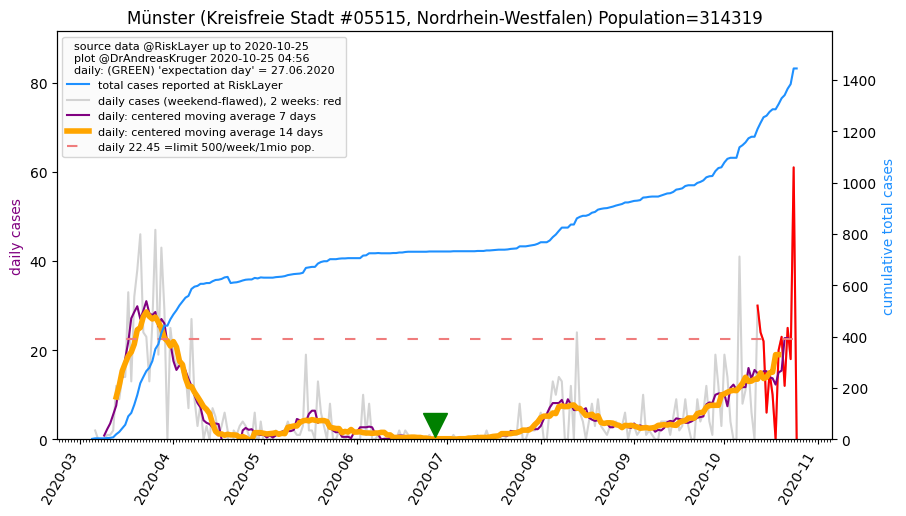 Münster (Kreisfreie Stadt #05515, Nordrhein-Westfalen) Population=314319
source data @RiskLayer up to 2020-10-25
plot @DrAndreasKruger 2020-10-25 04:56
daily: (GREEN) 'expectation day' = 27.06.2020
total cases reported at RiskLayer
daily cases (weekend-flawed), 2 weeks: red
daily: centered moving average 7 days
daily: centered moving average 14 days
daily 22.45 =limit 500/week/1mio pop.
daily cases
80
60
40
20
0
cumulative total cases
1400
1200
1000
800
600
400
200
0
2020-03
2020-04
2020-05
2020-06
2020-07
2020-08
2020-09
2020-10
2020-11